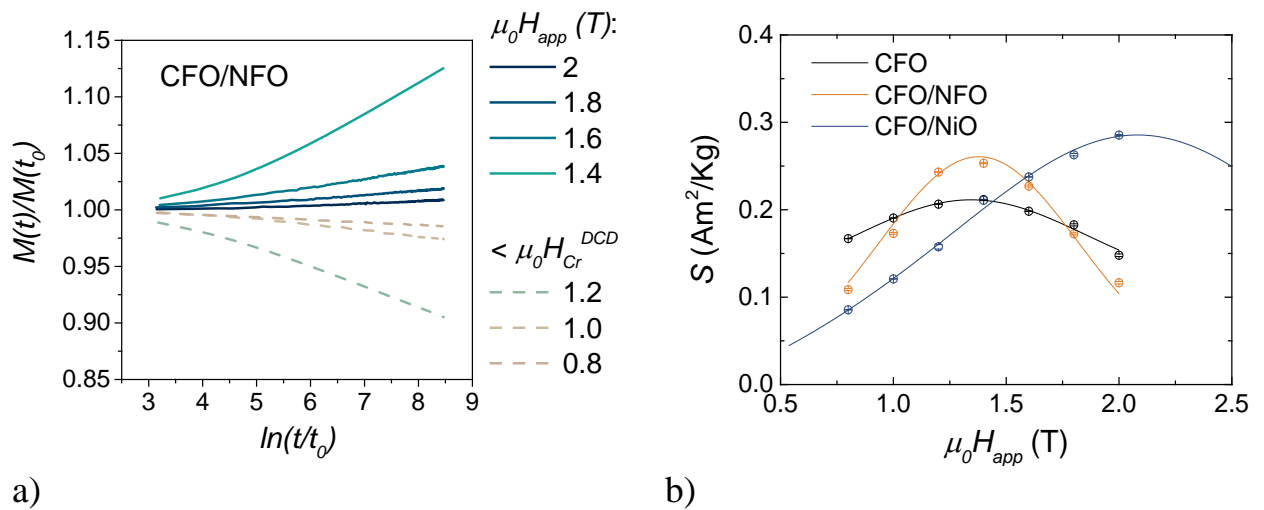 CFO/NFO
M(t)/M(t₀)
1.15
1.10
1.05
1.00
0.95
0.90
0.85
3 4 5 6 7 8 9
ln(t/t₀)
μ₀H_app (T):
2
1.8
1.6
1.4
< μ₀H_Cr^DCD
1.2
1.0
0.8
a)
S (Am²/Kg)
0.4
0.3
0.2
0.1
0.0
CFO
CFO/NFO
CFO/NiO
0.5 1.0 1.5 2.0 2.5
μ₀H_app (T)
b)